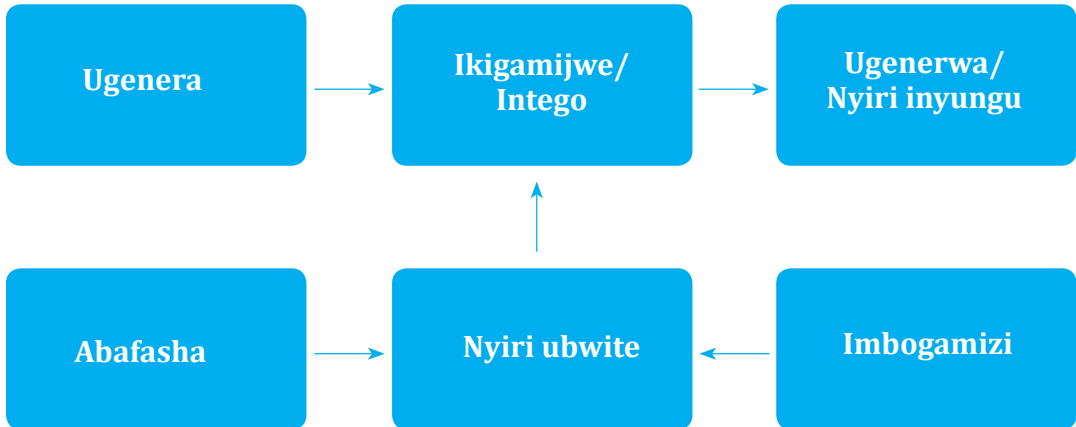 Ugenera
Ikigamijwe/
Intego
Ugenerwa/
Nyiri inyungu
Abafasha
Nyiri ubwite
Imbogamizi